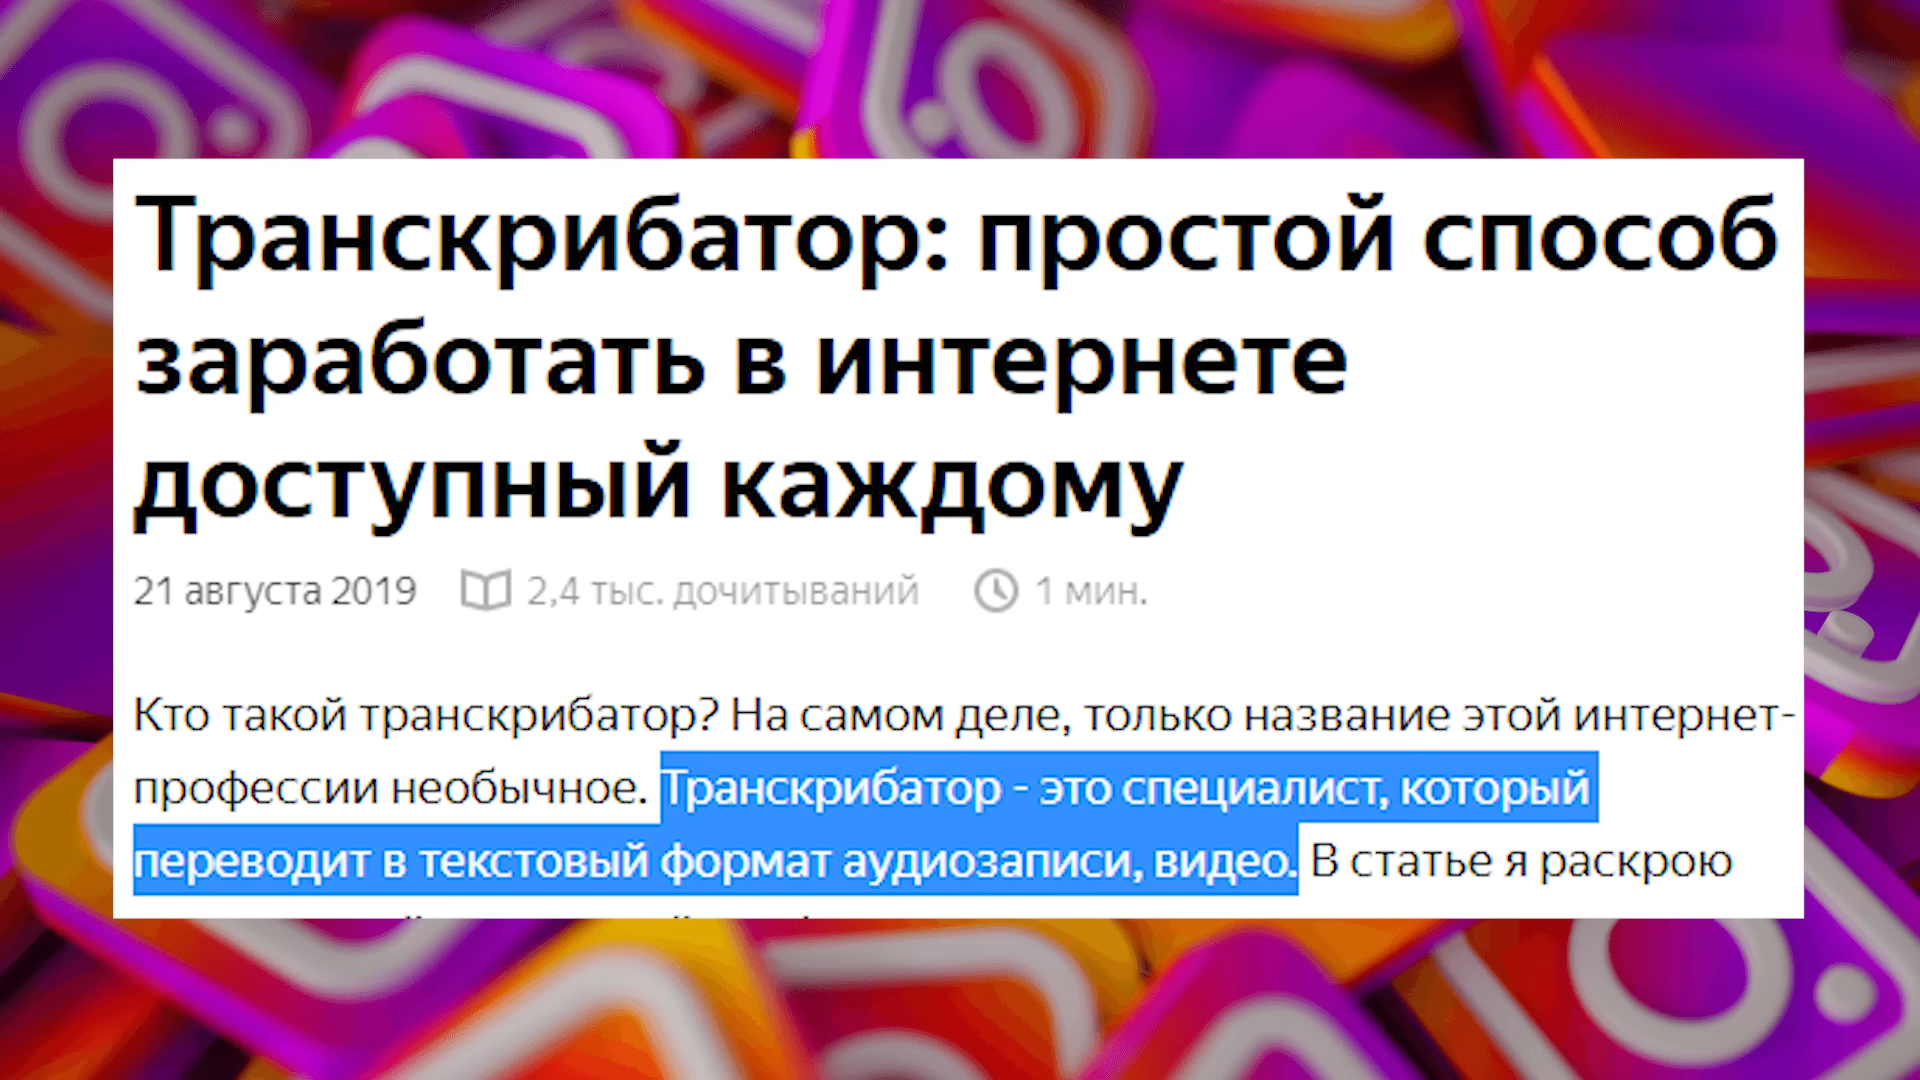 Транскрибатор: простой способ
заработать в интернете
доступный каждому
21 августа 2019 2,4 тыс. дочитываний 1 мин.
Кто такой транскрибатор? На самом деле, только название этой интернет-
профессии необычное. Транскрибатор - это специалист, который
переводит в текстовый формат аудиозаписи, видео. В статье я раскрою